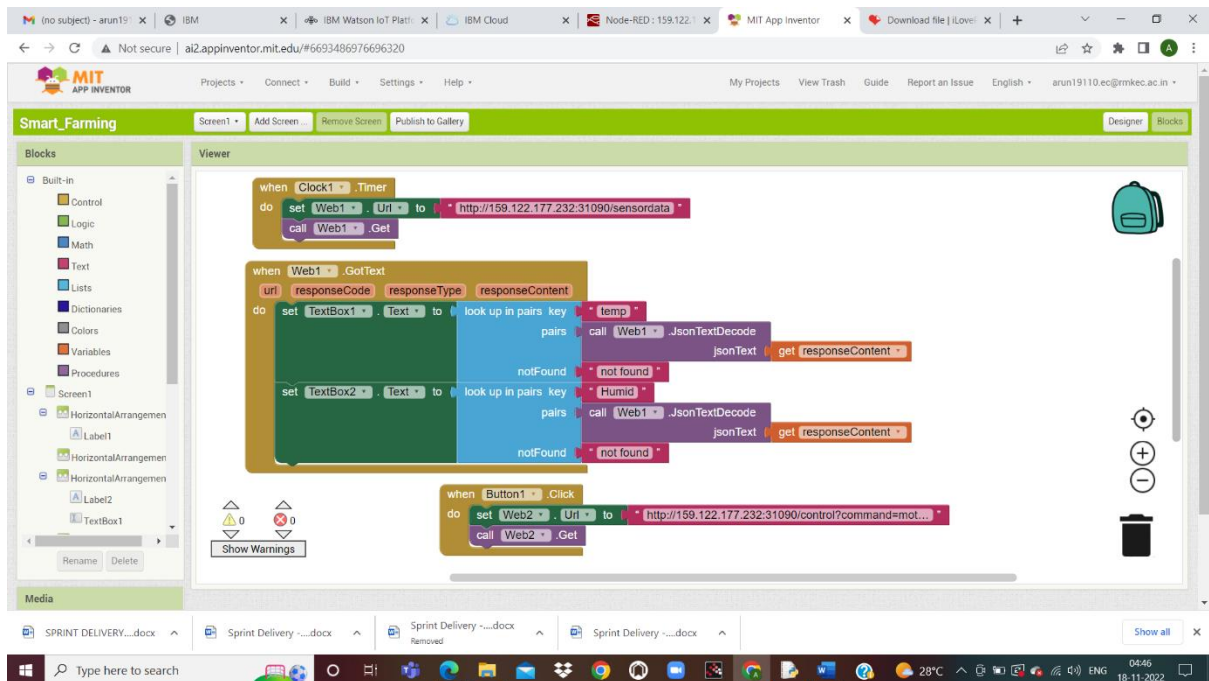 (no subject) - arun191
IBM
IBM Watson IoT Platfo
IBM Cloud
Node-RED : 159.122.1
MIT App Inventor
Download file | iLovel
Not secure | ai2.appinventor.mit.edu/#6693486976696320
A
MIT
APP INVENTOR
Projects
Connect
Build
Settings
Help
My Projects
View Trash
Guide
Report an Issue
English
arun19110.ec@rmkec.ac.in
Smart_Farming
Screen1
Add Screen ...
Remove Screen
Publish to Gallery
Designer
Blocks
Blocks
Viewer
Built-in
Control
Logic
Math
Text
Lists
Dictionaries
Colors
Variables
Procedures
Screen1
HorizontalArrangemen
Label1
HorizontalArrangemen
HorizontalArrangemen
Label2
TextBox1
Rename
Delete
Media
when Clock1 .Timer
do set Web1 . Url to " http://159.122.177.232:31090/sensordata "
call Web1 .Get
when Web1 .GotText
url responseCode responseType responseContent
do set TextBox1 . Text to look up in pairs key " temp "
pairs call Web1 .JsonTextDecode
jsonText get responseContent
notFound " not found "
set TextBox2 . Text to look up in pairs key " Humid "
pairs call Web1 .JsonTextDecode
jsonText get responseContent
notFound " not found "
when Button1 .Click
do set Web2 . Url to " http://159.122.177.232:31090/control?command=mot... "
call Web2 .Get
0
0
Show Warnings
SPRINT DELIVERY....docx
Sprint Delivery -....docx
Sprint Delivery -....docx
Removed
Sprint Delivery -....docx
Show all
Type here to search
28°C
ENG
04:46
18-11-2022